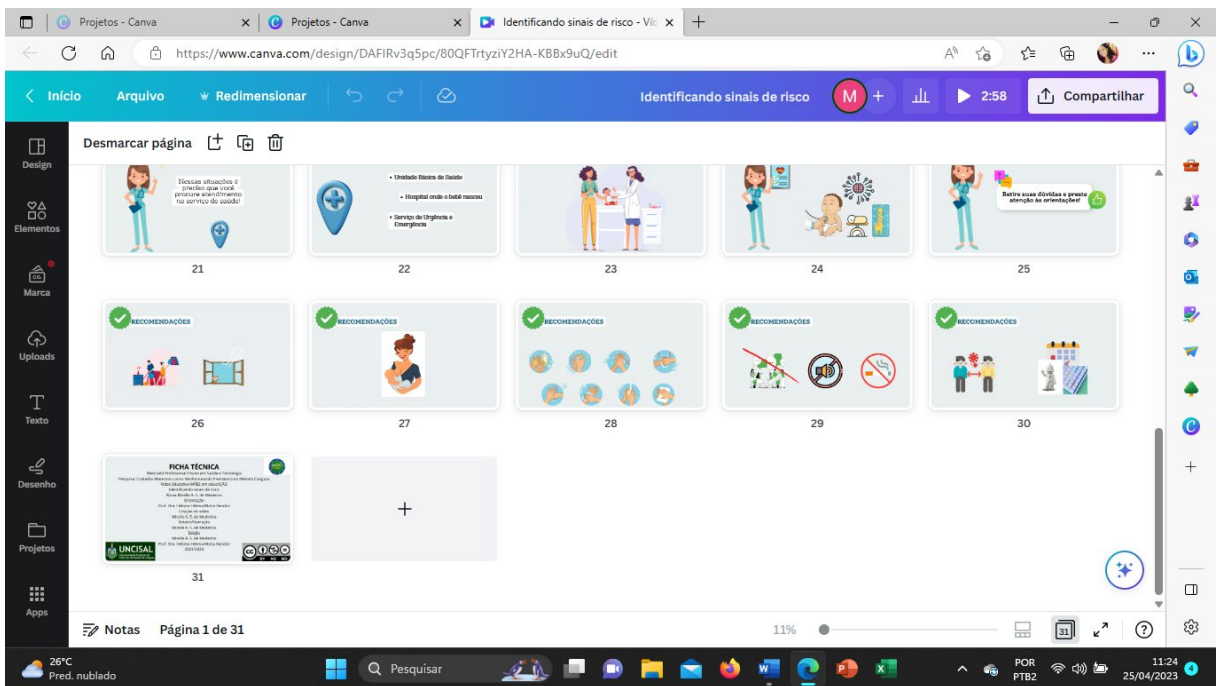 Projetos - Canva
Projetos - Canva
Identificando sinais de risco - Víd
https://www.canva.com/design/DAFIRv3q5pc/80QFTrtyziY2HA-KBBx9uQ/edit
Início Arquivo Redimensionar Identificando sinais de risco M + 2:58 Compartilhar
Desmarcar página
Design
Elementos
Marca
Uploads
Texto
Desenho
Projetos
Apps
Nessas situações é
preciso que você
procure atendimento
no serviço de saúde!
• Unidade Básica de Saúde
• Hospital onde o bebê nasceu
• Serviço de Urgência e
Emergência
Retire suas dúvidas e preste
atenção às orientações!
21 22 23 24 25
RECOMENDAÇÕES
RECOMENDAÇÕES
RECOMENDAÇÕES
RECOMENDAÇÕES
RECOMENDAÇÕES
26 27 28 29 30
FICHA TÉCNICA
Identificando sinais de risco
UNCISAL
31
Notas Página 1 de 31 11% 31
26°C
Pred. nublado
Pesquisar
POR
PTB2
11:24
25/04/2023
4